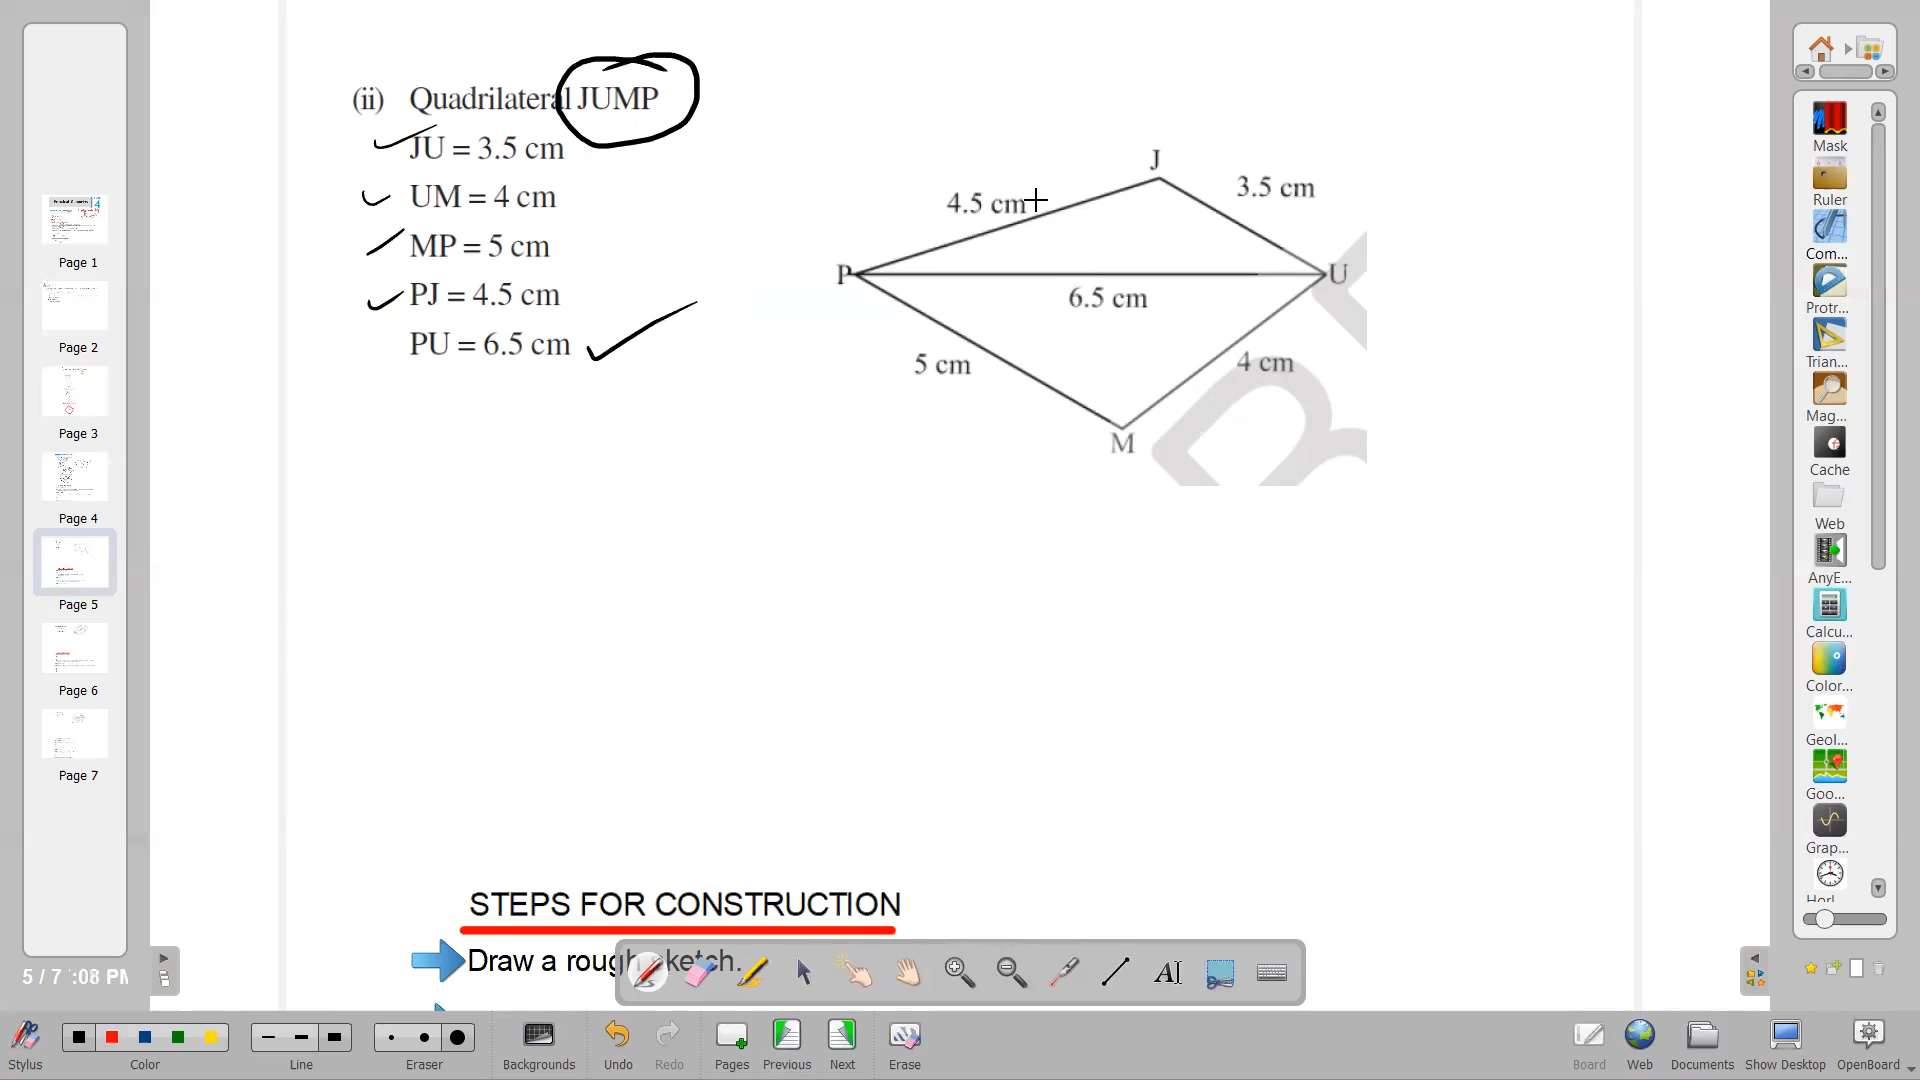 (ii) Quadrilateral JUMP
JU = 3.5 cm
UM = 4 cm
MP = 5 cm
PJ = 4.5 cm
PU = 6.5 cm
J
4.5 cm
3.5 cm
P
U
6.5 cm
5 cm
4 cm
M
STEPS FOR CONSTRUCTION
Draw a rough sketch.
Page 1
Page 2
Page 3
Page 4
Page 5
Page 6
Page 7
5 / 7
Mask
Ruler
Com...
Protr...
Trian...
Mag...
Cache
Web
AnyE...
Calcu...
Color...
Geol...
Goo...
Grap...
Stylus
Color
Line
Eraser
Backgrounds
Undo
Redo
Pages
Previous
Next
Erase
Board
Web
Documents
Show Desktop
OpenBoard